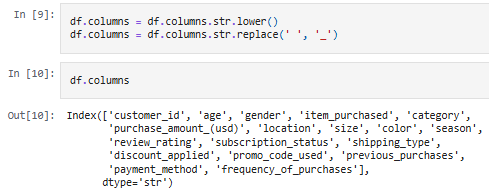 In [9]:
df.columns = df.columns.str.lower()
df.columns = df.columns.str.replace(' ', '_')
In [10]:
df.columns
Out[10]:
Index(['customer_id', 'age', 'gender', 'item_purchased', 'category',
'purchase_amount_(usd)', 'location', 'size', 'color', 'season',
'review_rating', 'subscription_status', 'shipping_type',
'discount_applied', 'promo_code_used', 'previous_purchases',
'payment_method', 'frequency_of_purchases'],
dtype='str')